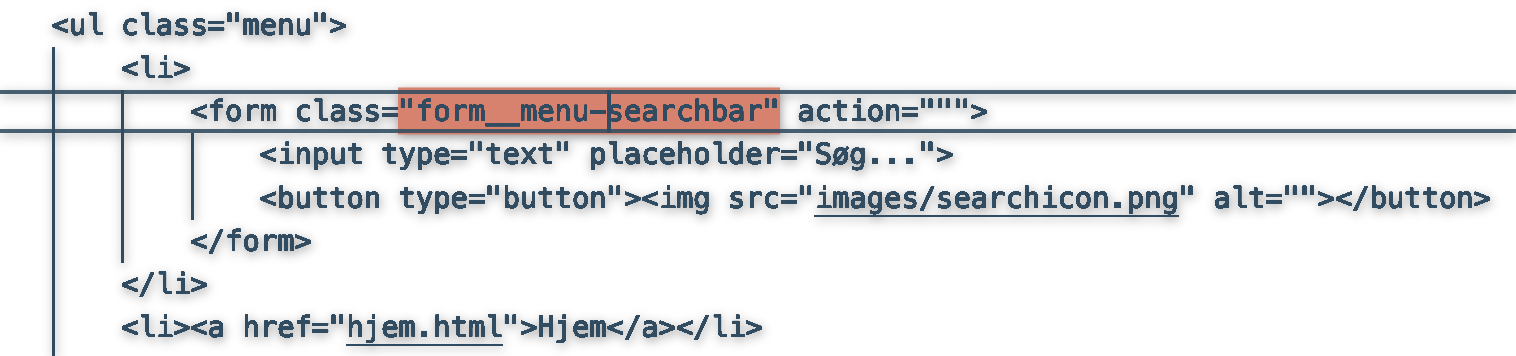 <ul class="menu">
<li>
<form class="form__menu-searchbar" action=""">
<input type="text" placeholder="Søg...">
<button type="button"><img src="images/searchicon.png" alt=""></button>
</form>
</li>
<li><a href="hjem.html">Hjem</a></li>